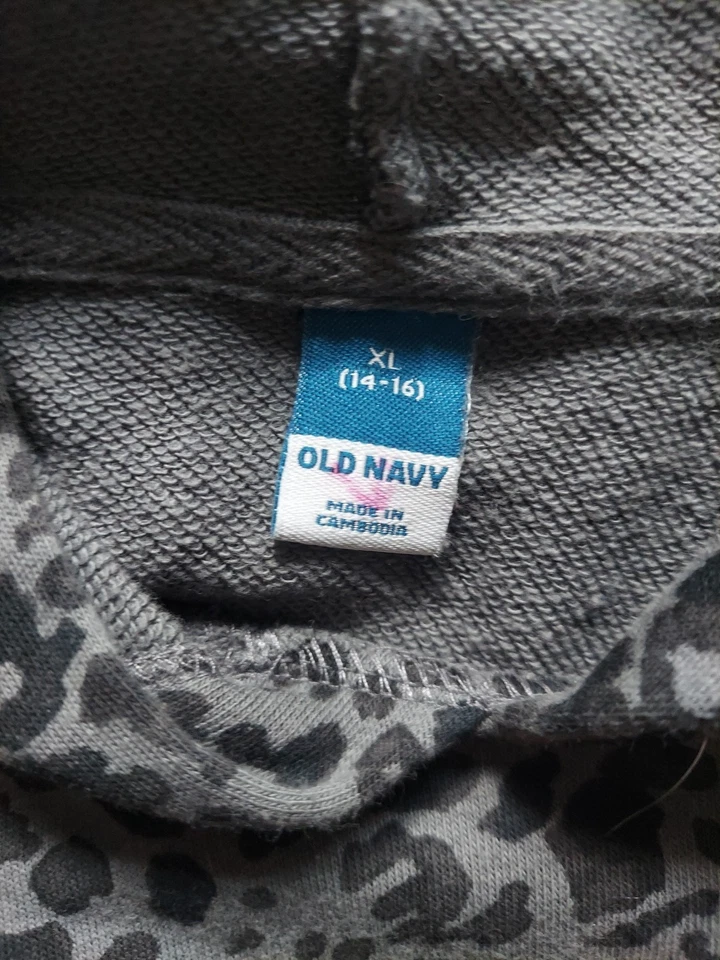 XL
(14-16)
OLD NAVY
MADE IN
CAMBODIA